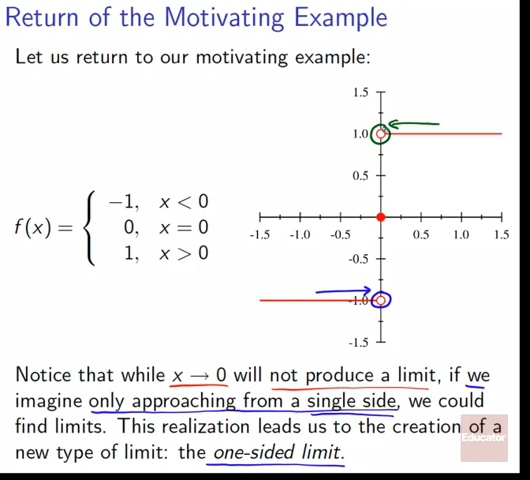 Return of the Motivating Example
Let us return to our motivating example:
1.5
1.0
0.5
-1.5 -1.0 -0.5 0.5 1.0 1.5
-0.5
-1.0
-1.5
f(x) = { −1, x < 0
0, x = 0
1, x > 0
Notice that while x → 0 will not produce a limit, if we
imagine only approaching from a single side, we could
find limits. This realization leads us to the creation of a
new type of limit: the one-sided limit.
Educator